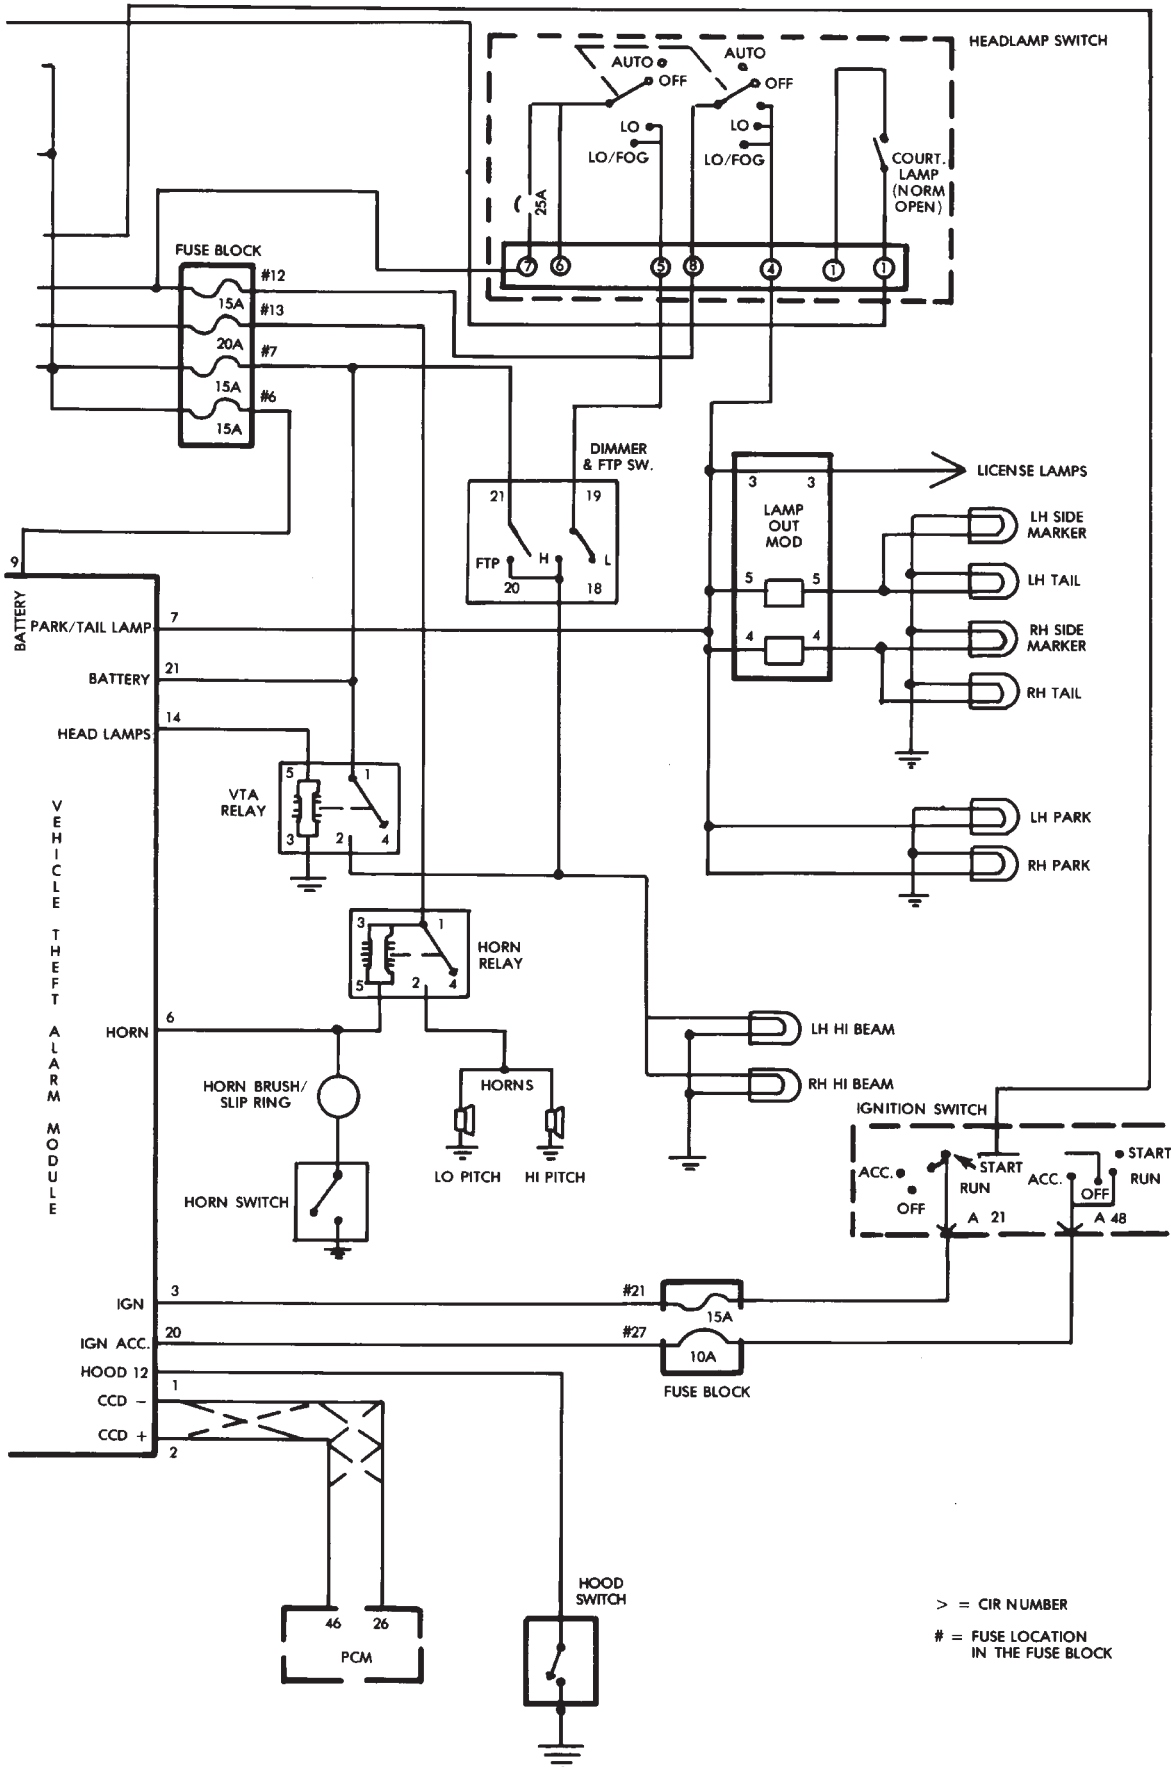 HEADLAMP SWITCH
AUTO
OFF
AUTO
OFF
LO
LO/FOG
LO
LO/FOG
COURT.
LAMP
(NORM
OPEN)
25A
7
6
5
8
4
1
1
FUSE BLOCK
#12
15A
#13
20A
#7
15A
#6
15A
DIMMER
& FTP SW.
21
19
FTP
H
L
20
18
3
3
LAMP
OUT
MOD
5
5
4
4
LICENSE LAMPS
LH SIDE
MARKER
LH TAIL
RH SIDE
MARKER
RH TAIL
LH PARK
RH PARK
9
BATTERY
PARK/TAIL LAMP
7
BATTERY
21
HEAD LAMPS
14
VTA
RELAY
5
1
3
2
4
VEHICLE THEFT ALARM MODULE
3
1
5
2
4
HORN
RELAY
HORN
6
HORN BRUSH/
SLIP RING
HORNS
LO PITCH
HI PITCH
HORN SWITCH
LH HI BEAM
RH HI BEAM
IGNITION SWITCH
ACC.
OFF
START
RUN
ACC.
OFF
START
RUN
A 21
A 48
IGN
3
#21
15A
IGN ACC.
20
#27
10A
FUSE BLOCK
HOOD 12
CCD -
1
CCD +
2
46
26
PCM
HOOD
SWITCH
> = CIR NUMBER
# = FUSE LOCATION
IN THE FUSE BLOCK